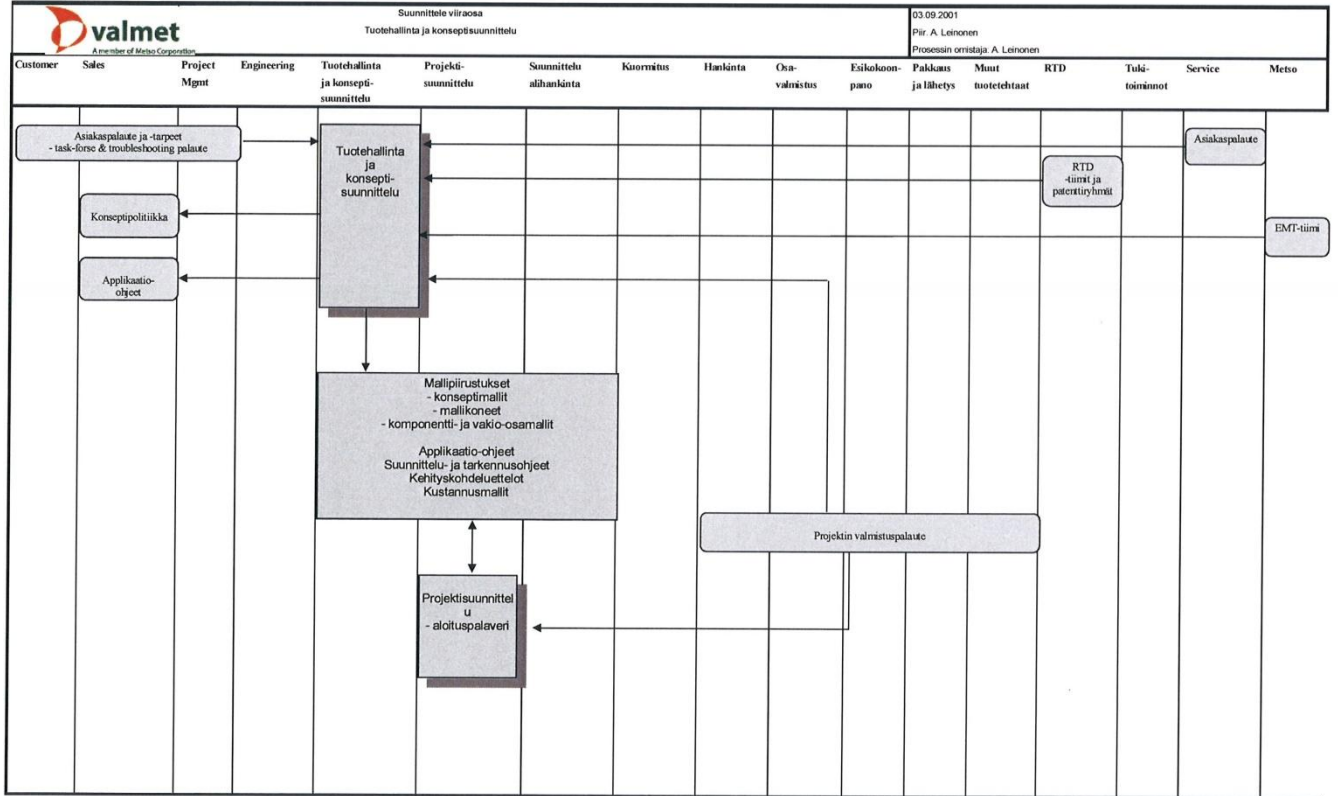 valmet
A member of Metso Corporation
Suunnittele viiraosa
Tuotehallinta ja konseptisuunnittelu
03.09.2001
Piir. A. Leinonen
Prosessin omistaja: A. Leinonen
Customer
Sales
Project
Mgmt
Engineering
Tuotehallinta
ja konsepti-
suunnittelu
Projekti-
suunnittelu
Suunnittelu
alihankinta
Kuormitus
Hankinta
Osa-
valmistus
Esikokoon-
pano
Pakkaus
ja lähetys
Muut
tuotetehtaat
RTD
Tuki-
toiminnot
Service
Metso
Asiakaspalaute ja -tarpeet
- task-forse & troubleshooting palaute
Tuotehallinta
ja
konsepti-
suunnittelu
Asiakaspalaute
RTD
-tiimit ja
patenttiryhmät
Konseptipolitiikka
EMT-tiimi
Applikaatio-
ohjeet
Mallipiirustukset
- konseptimallit
- mallikoneet
- komponentti- ja vakio-osamallit
Applikaatio-ohjeet
Suunnittelu- ja tarkennusohjeet
Kehityskohdeluettelot
Kustannusmallit
Projektin valmistuspalaute
Projektisuunnittel
u
- aloituspalaveri